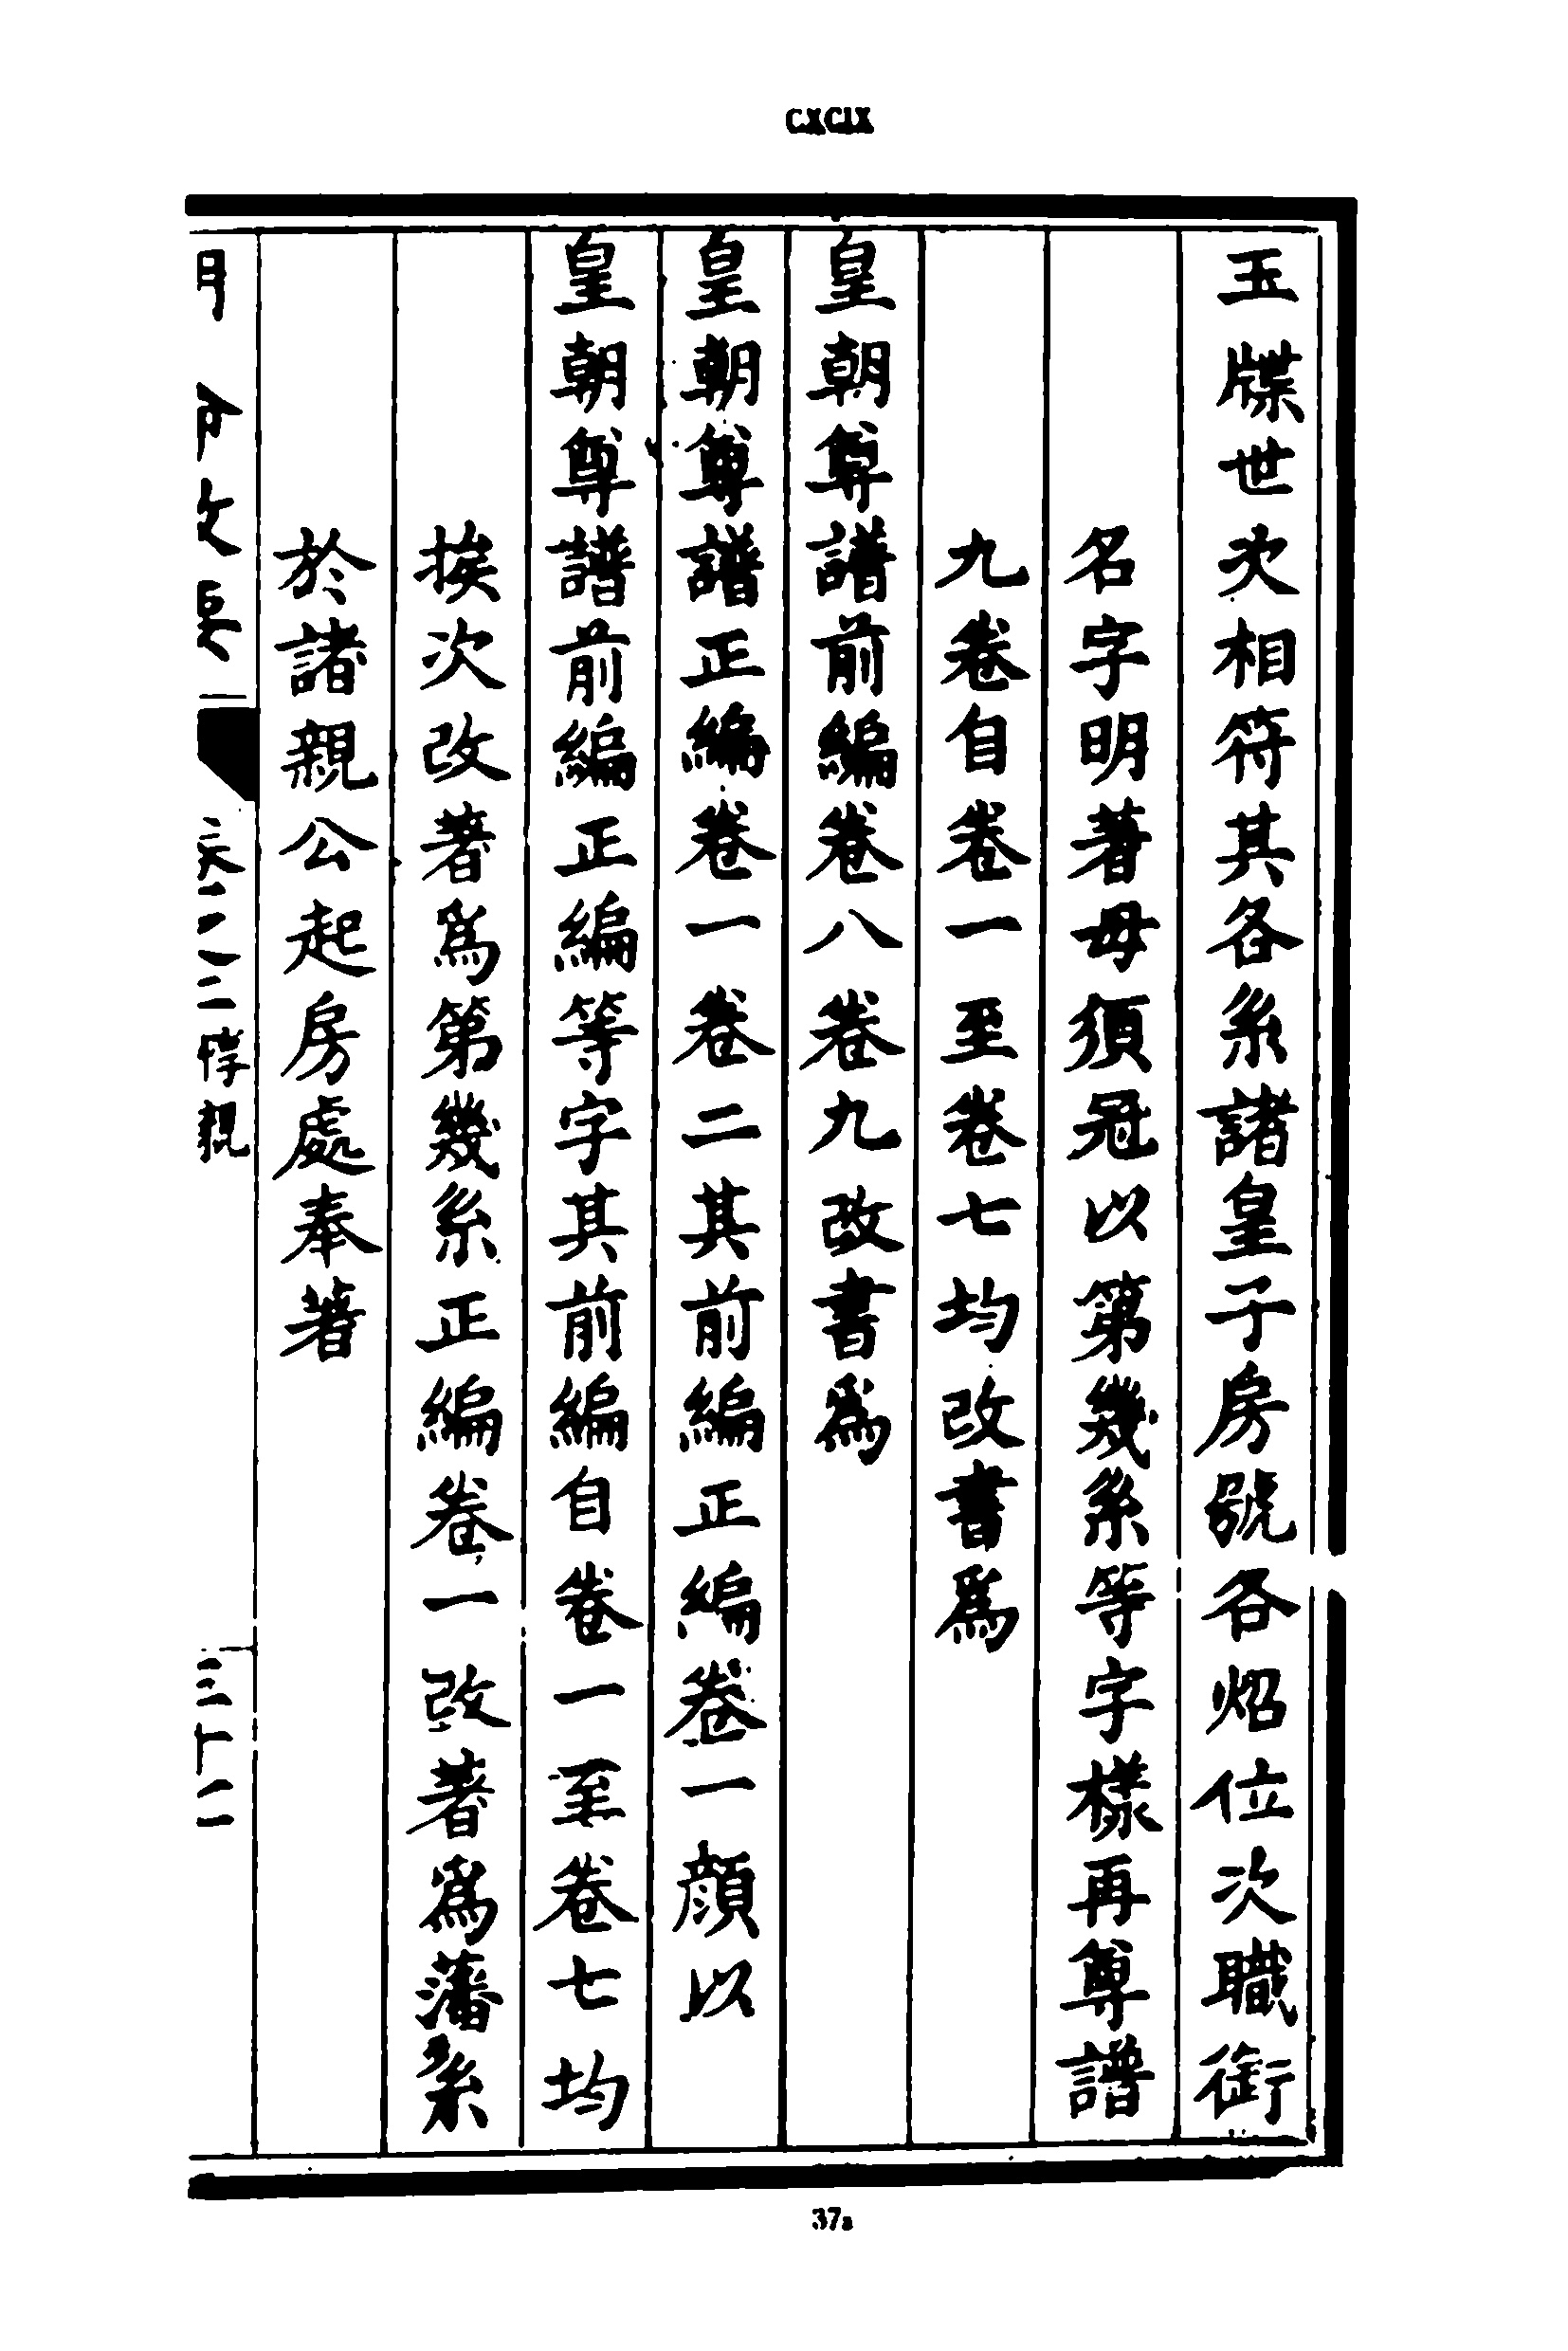 CXCIX
玉牒世次相符其各系諸皇子房號各炤位次職銜
名字明著毋須冠以第幾系等字樣再尊譜
九卷自卷一至卷七均改書爲
皇朝尊譜前編卷八卷九改書爲
皇朝尊譜正編卷一卷二其前編正編卷一顔以
皇朝尊譜前編正編等字其前編自卷一至卷七均
挨次改著爲第幾系正編卷一改著爲藩系
於諸親公起房處奉著
惇親
三十二
37a